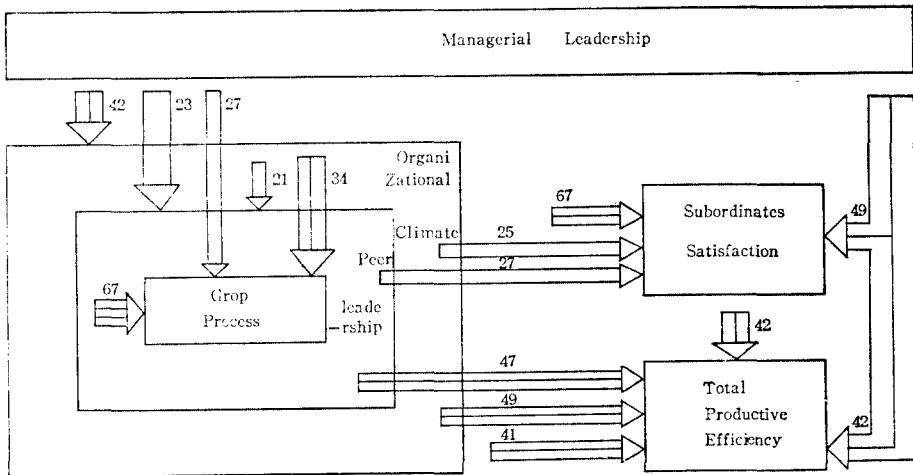 Managerial Leadership
42 23 27
Organi
Zational
21 34
67
Subordinates
49
Climate
25
Satisfaction
Peer
27
67
Grop
Process
leade
rship
42
47
Total
49
Productive
42
Efficiency
41